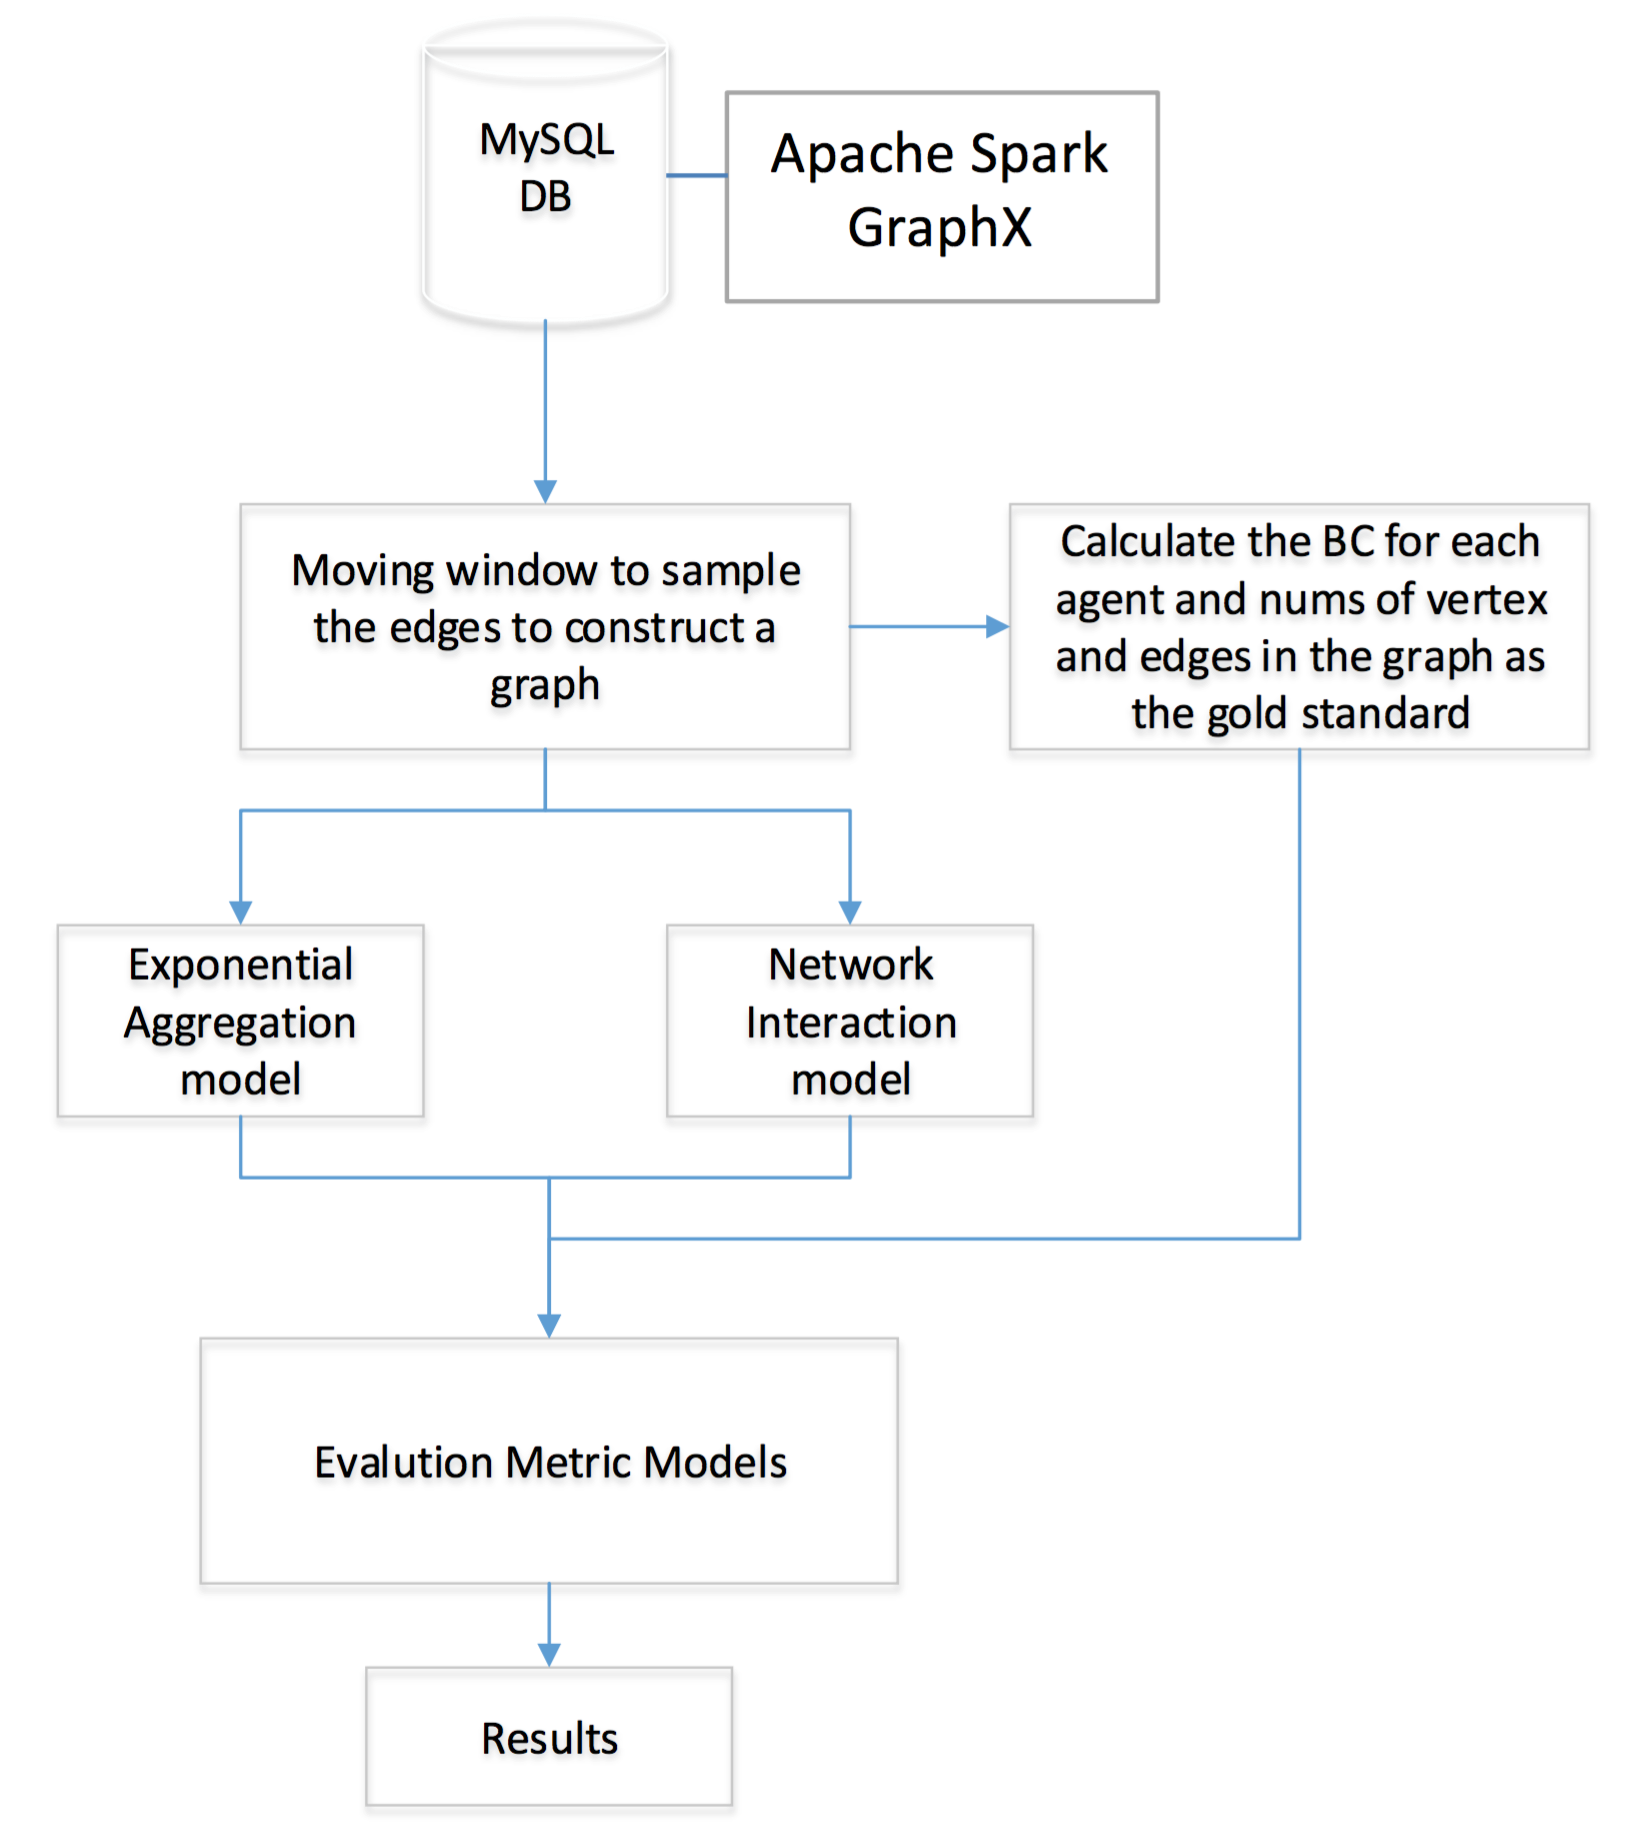 MySQL
DB
Apache Spark
GraphX
Moving window to sample
the edges to construct a
graph
Calculate the BC for each
agent and nums of vertex
and edges in the graph as
the gold standard
Exponential
Aggregation
model
Network
Interaction
model
Evalution Metric Models
Results